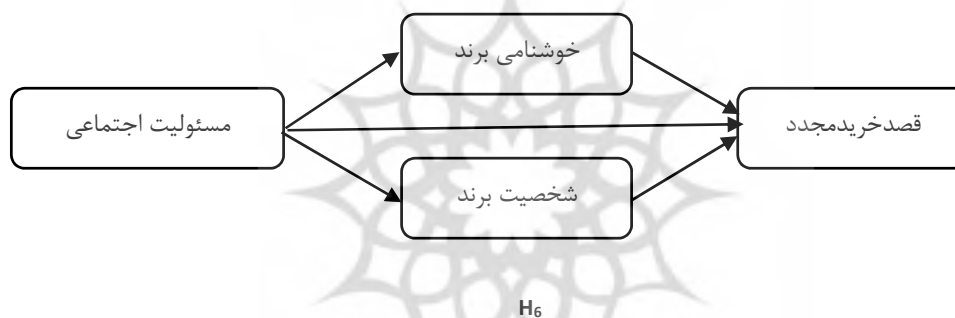 خوشنامی برند
مسئولیت اجتماعی
قصدخریدمجدد
شخصیت برند
H₆